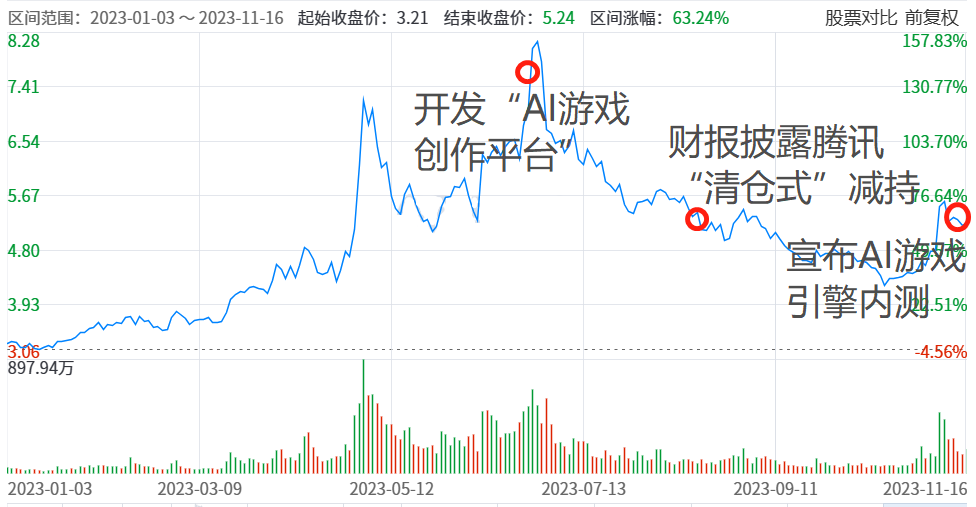 区间范围：2023-01-03 ～ 2023-11-16 起始收盘价：3.21 结束收盘价：5.24 区间涨幅：63.24% 股票对比 前复权
8.28 157.83%
7.41 130.77%
开发“AI游戏
创作平台”
6.54 103.70%
财报披露腾讯
“清仓式”减持
5.67 76.64%
4.80
宣布AI游戏
引擎内测
3.93 22.51%
3.06 -4.56%
897.94万
2023-01-03 2023-03-09 2023-05-12 2023-07-13 2023-09-11 2023-11-16